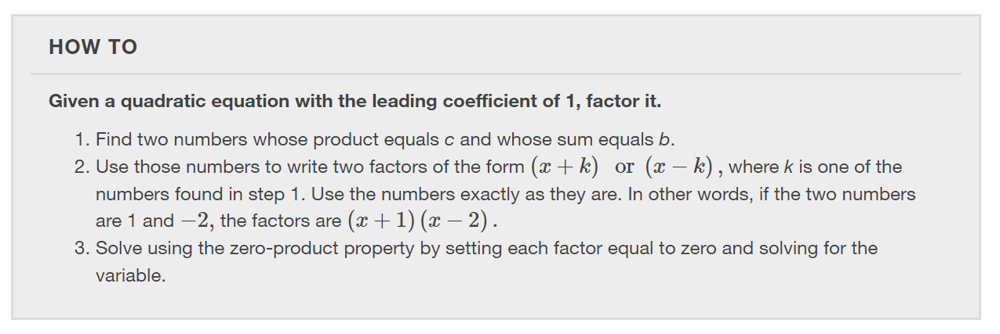 HOW TO
Given a quadratic equation with the leading coefficient of 1, factor it.
1. Find two numbers whose product equals c and whose sum equals b.
2. Use those numbers to write two factors of the form (x + k) or (x − k), where k is one of the
numbers found in step 1. Use the numbers exactly as they are. In other words, if the two numbers
are 1 and −2, the factors are (x + 1) (x − 2).
3. Solve using the zero-product property by setting each factor equal to zero and solving for the
variable.